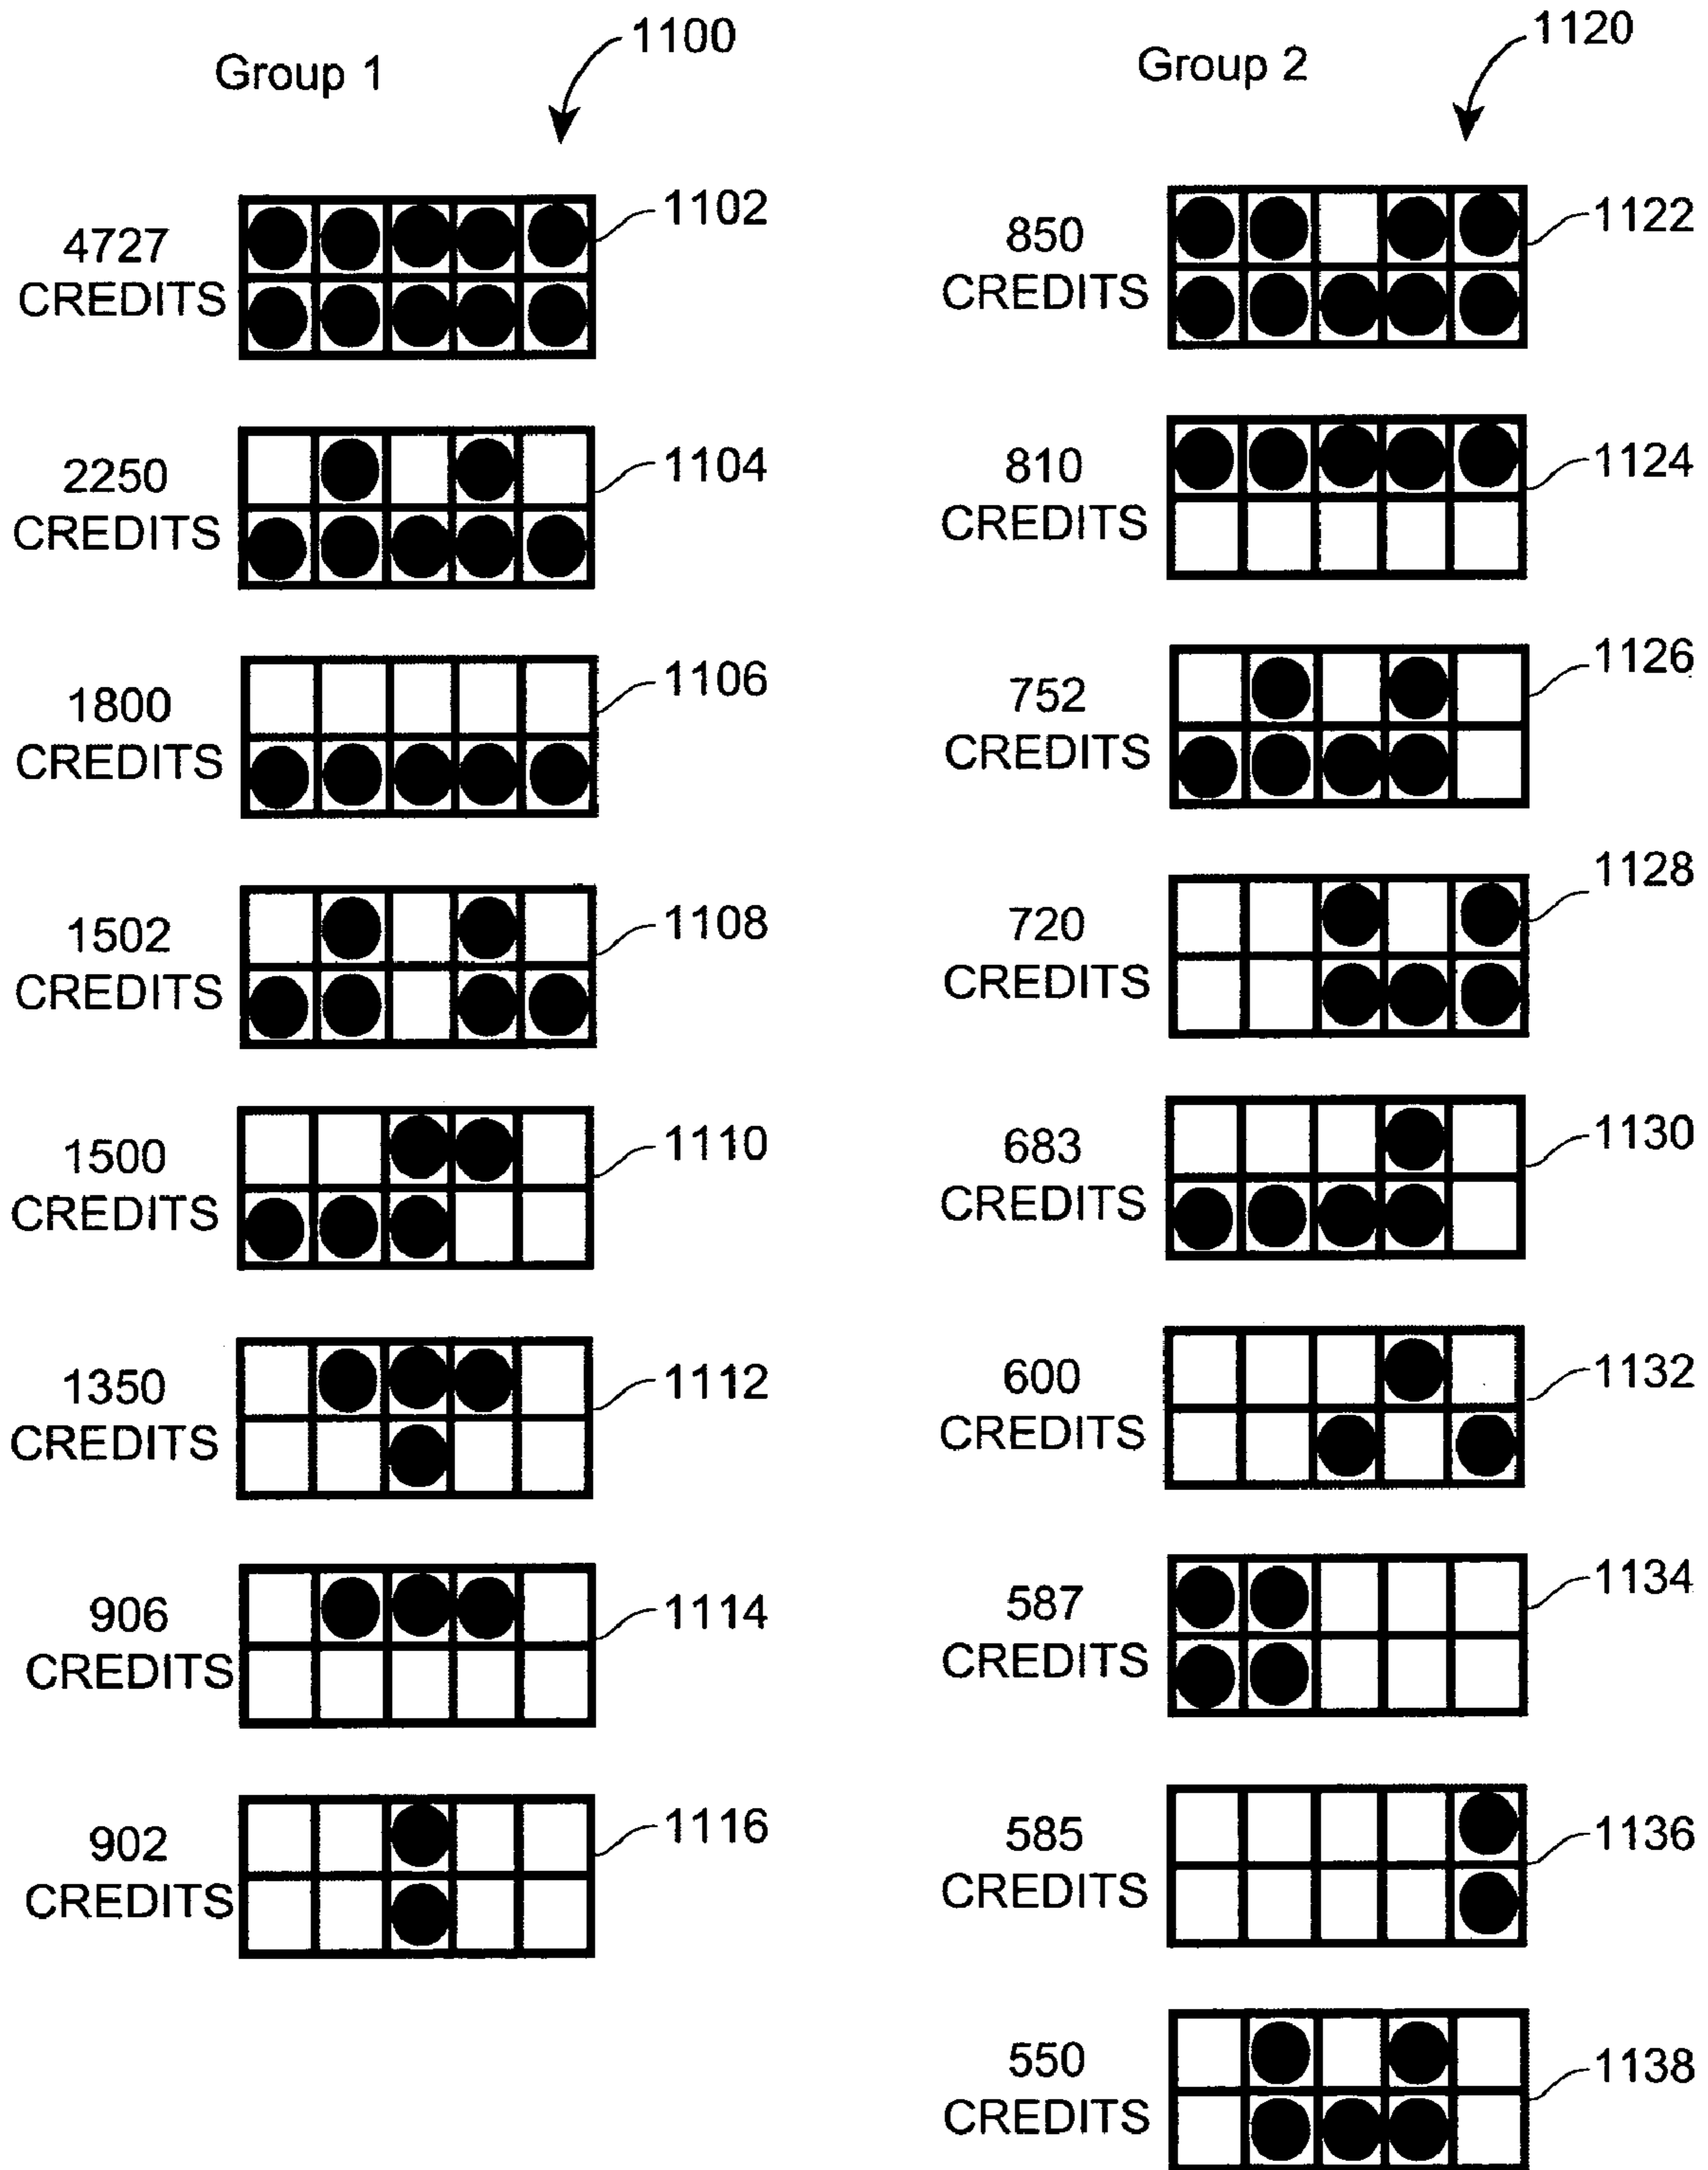 Group 1
1100
4727
CREDITS
1102
2250
CREDITS
1104
1800
CREDITS
1106
1502
CREDITS
1108
1500
CREDITS
1110
1350
CREDITS
1112
906
CREDITS
1114
902
CREDITS
1116
Group 2
1120
850
CREDITS
1122
810
CREDITS
1124
752
CREDITS
1126
720
CREDITS
1128
683
CREDITS
1130
600
CREDITS
1132
587
CREDITS
1134
585
CREDITS
1136
550
CREDITS
1138